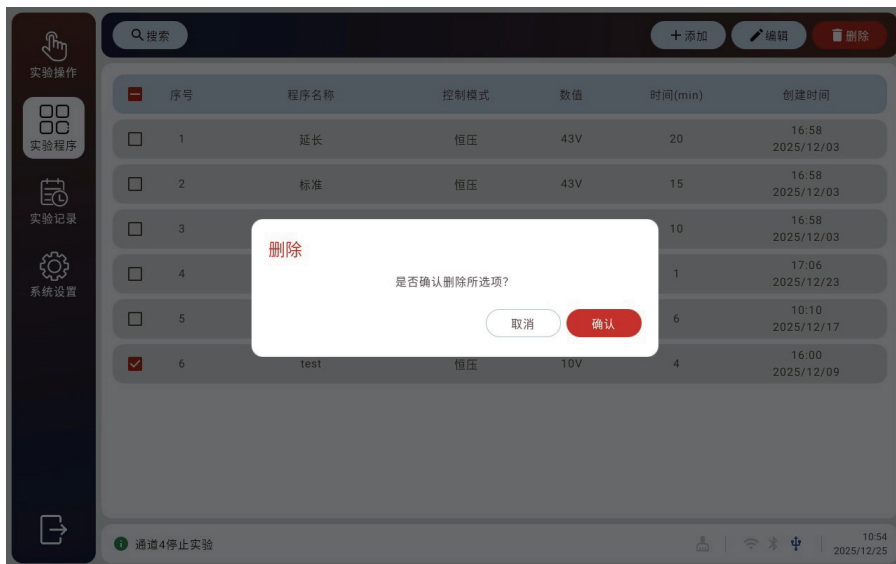 实验操作
实验程序
实验记录
系统设置
搜索
添加
编辑
删除
序号 程序名称 控制模式 数值 时间(min) 创建时间
1 延长 恒压 43V 20 16:58 2025/12/03
2 标准 恒压 43V 15 16:58 2025/12/03
3 10 16:58 2025/12/03
4 1 17:06 2025/12/23
5 6 10:10 2025/12/17
6 test 恒压 10V 4 16:00 2025/12/09
删除
是否确认删除所选项?
取消
确认
通道4停止实验
10:54
2025/12/25